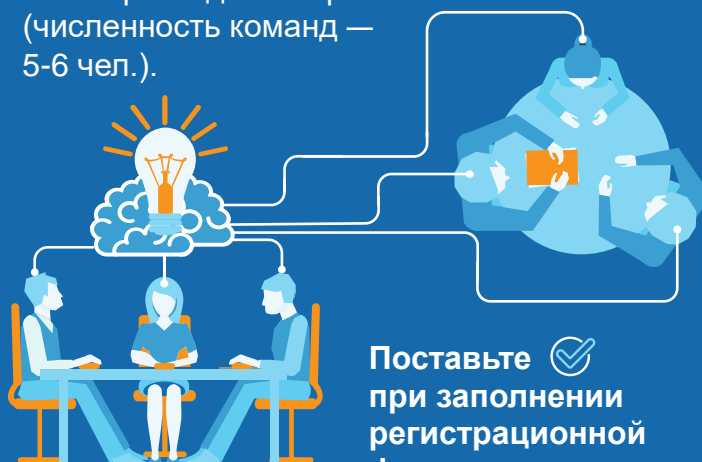 (численность команд —
5-6 чел.).
Поставьте
при заполнении
регистрационной